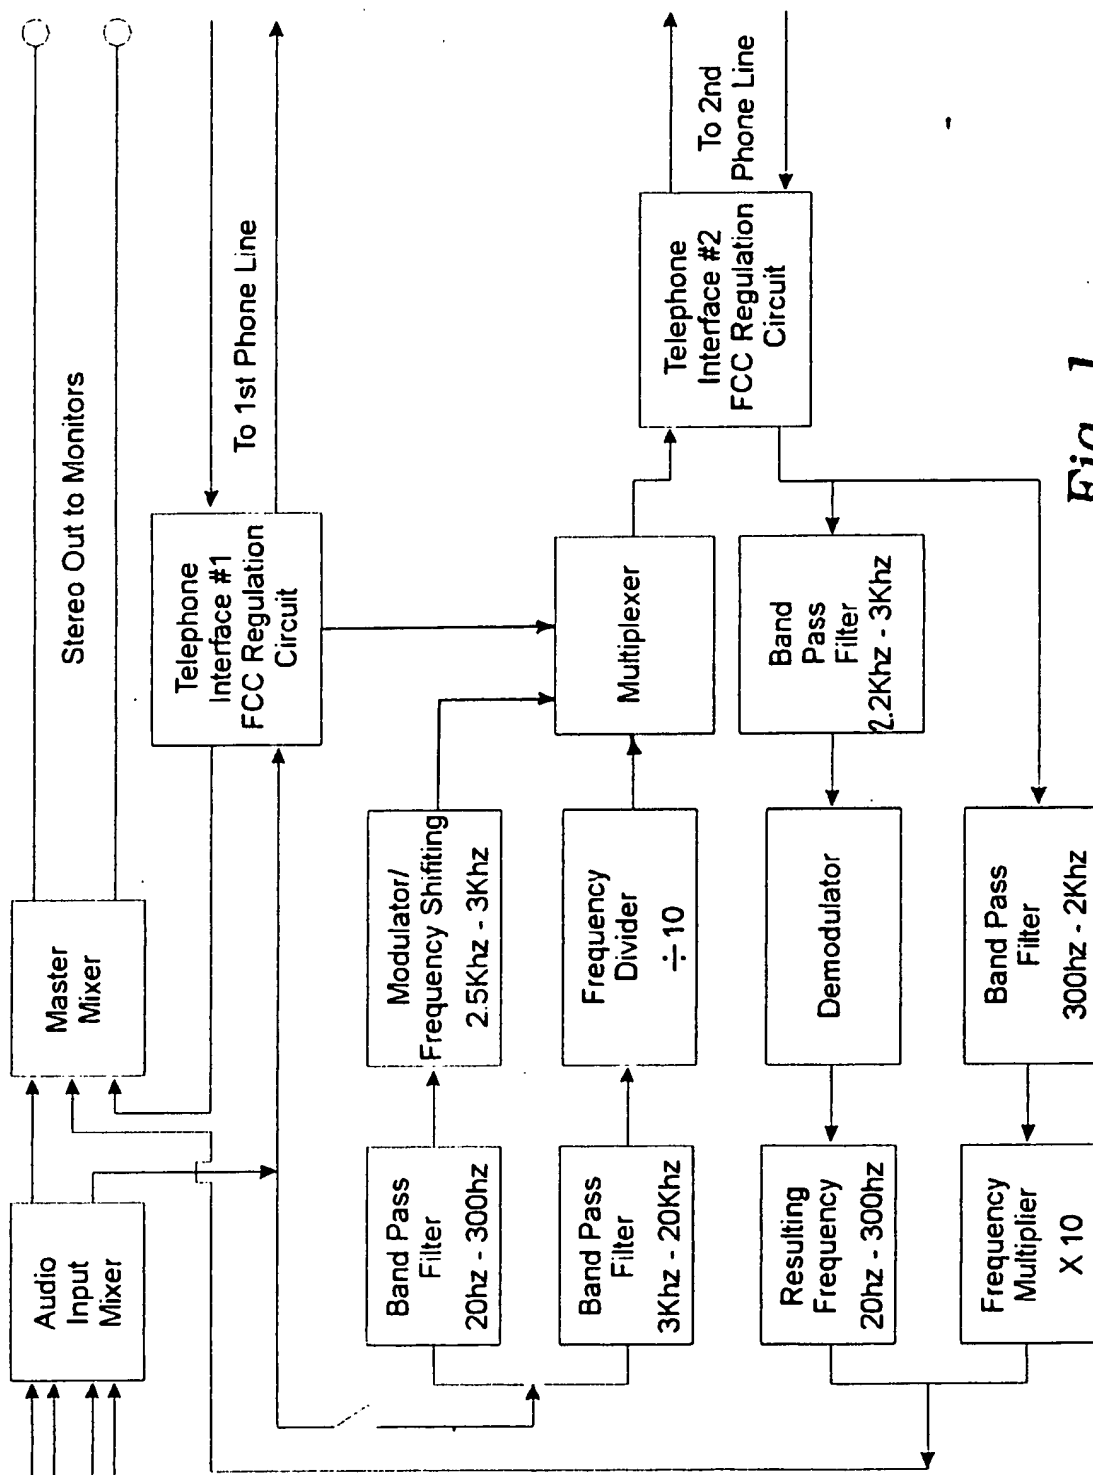 Audio
Input
Mixer
Master
Mixer
Stereo Out to Monitors
Telephone
Interface #1
FCC Regulation
Circuit
To 1st Phone Line
Band Pass
Filter
20hz - 300hz
Modulator/
Frequency Shifiting
2.5Khz - 3Khz
Band Pass
Filter
3Khz - 20Khz
Frequency
Divider
÷10
Multiplexer
Telephone
Interface #2
FCC Regulation
Circuit
To 2nd
Phone Line
Resulting
Frequency
20hz - 300hz
Demodulator
Band
Pass
Filter
2.2Khz - 3Khz
Frequency
Multiplier
X 10
Band Pass
Filter
300hz - 2Khz
Fig. 1